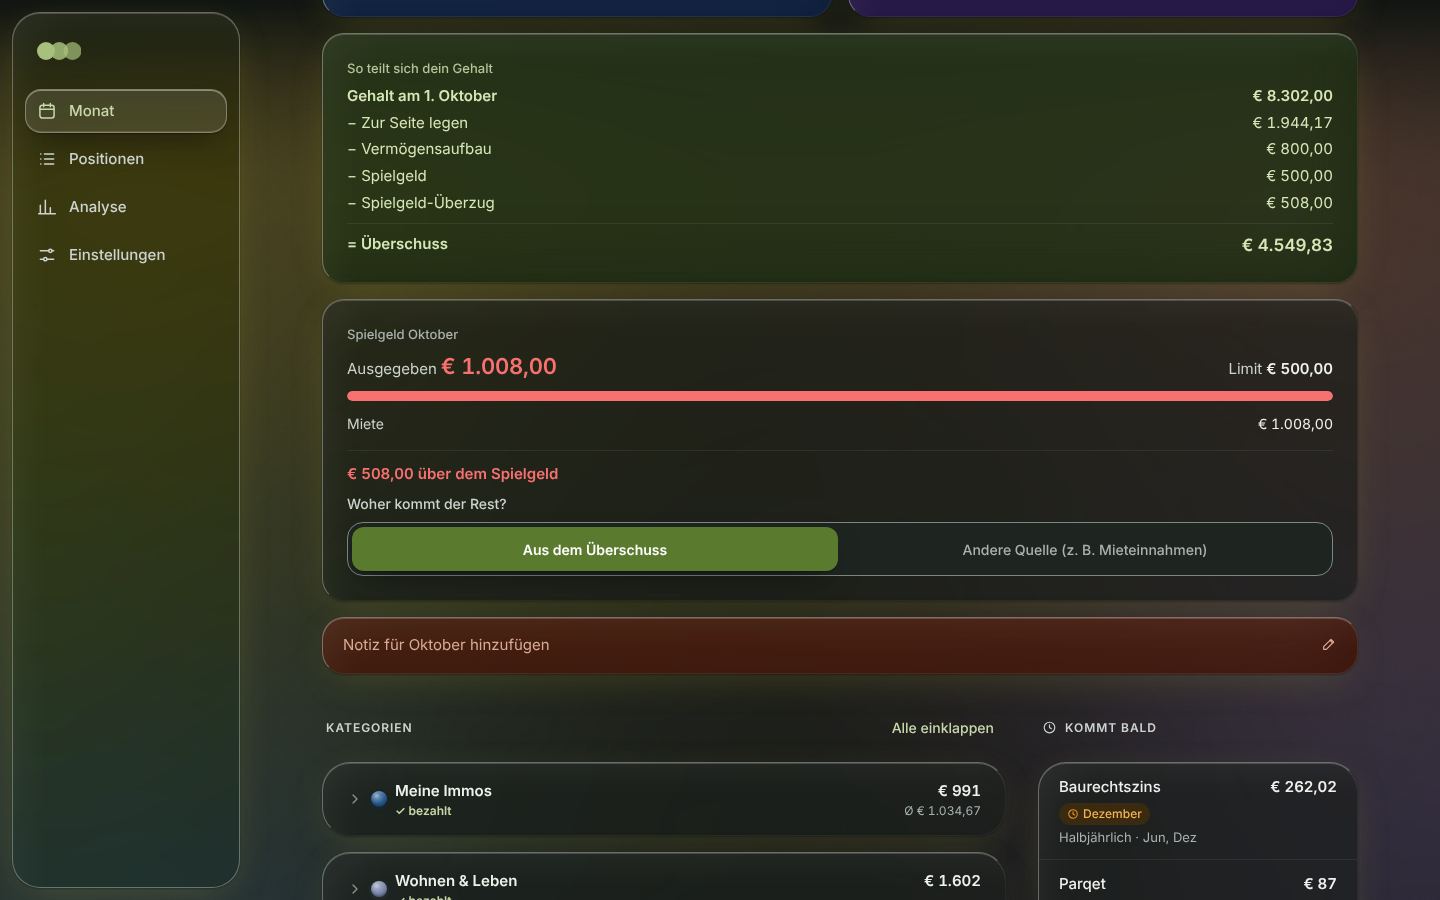 Monat
Positionen
Analyse
Einstellungen
So teilt sich dein Gehalt
Gehalt am 1. Oktober € 8.302,00
− Zur Seite legen € 1.944,17
− Vermögensaufbau € 800,00
− Spielgeld € 500,00
− Spielgeld-Überzug € 508,00
= Überschuss € 4.549,83
Spielgeld Oktober
Ausgegeben € 1.008,00 Limit € 500,00
Miete € 1.008,00
€ 508,00 über dem Spielgeld
Woher kommt der Rest?
Aus dem Überschuss Andere Quelle (z. B. Mieteinnahmen)
Notiz für Oktober hinzufügen
KATEGORIEN Alle einklappen
Meine Immos € 991
✓ bezahlt Ø € 1.034,67
Wohnen & Leben € 1.602
✓ bezahlt
KOMMT BALD
Baurechtszins € 262,02
Dezember
Halbjährlich · Jun, Dez
Parqet € 87